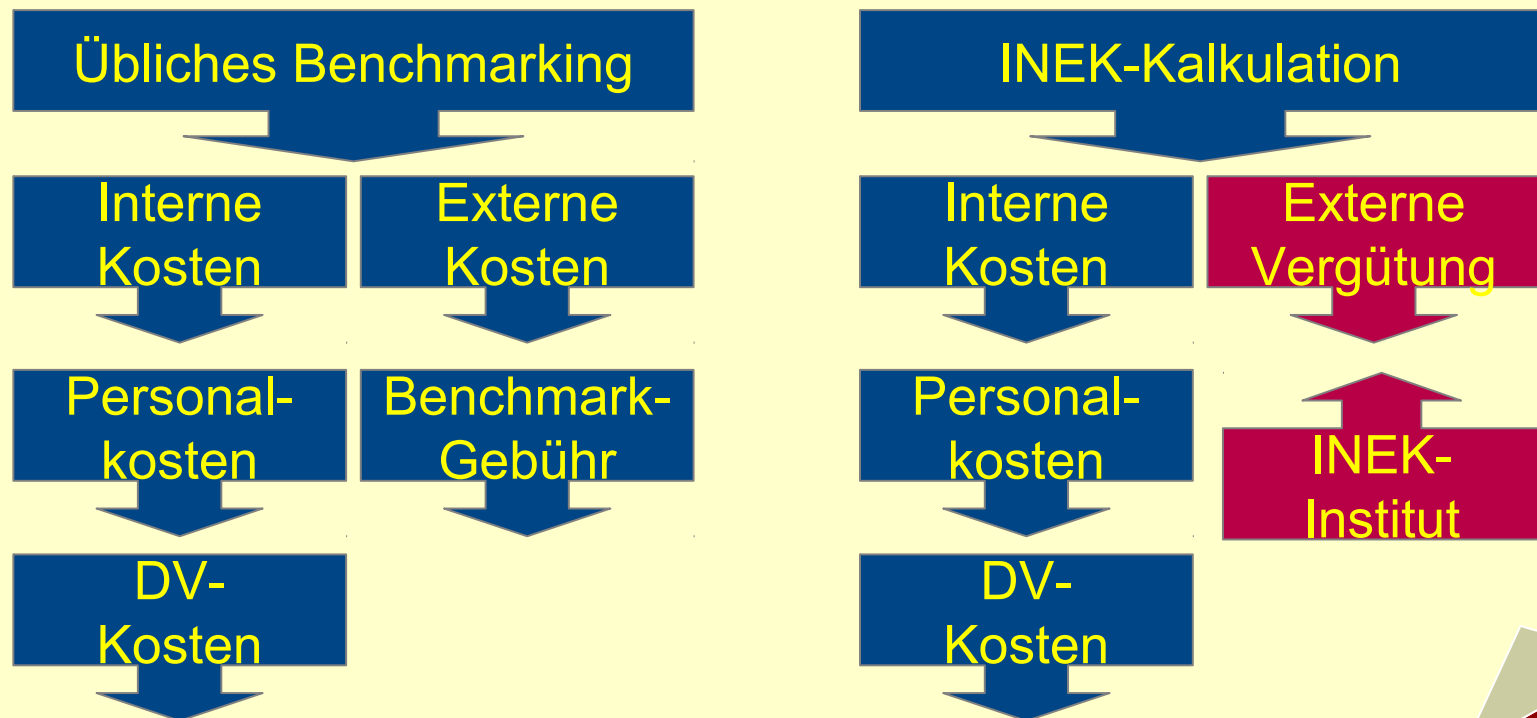 Übliches Benchmarking
Interne
Kosten
Externe
Kosten
Personal-
kosten
Benchmark-
Gebühr
DV-
Kosten
INEK-Kalkulation
Interne
Kosten
Externe
Vergütung
Personal-
kosten
INEK-
Institut
DV-
Kosten